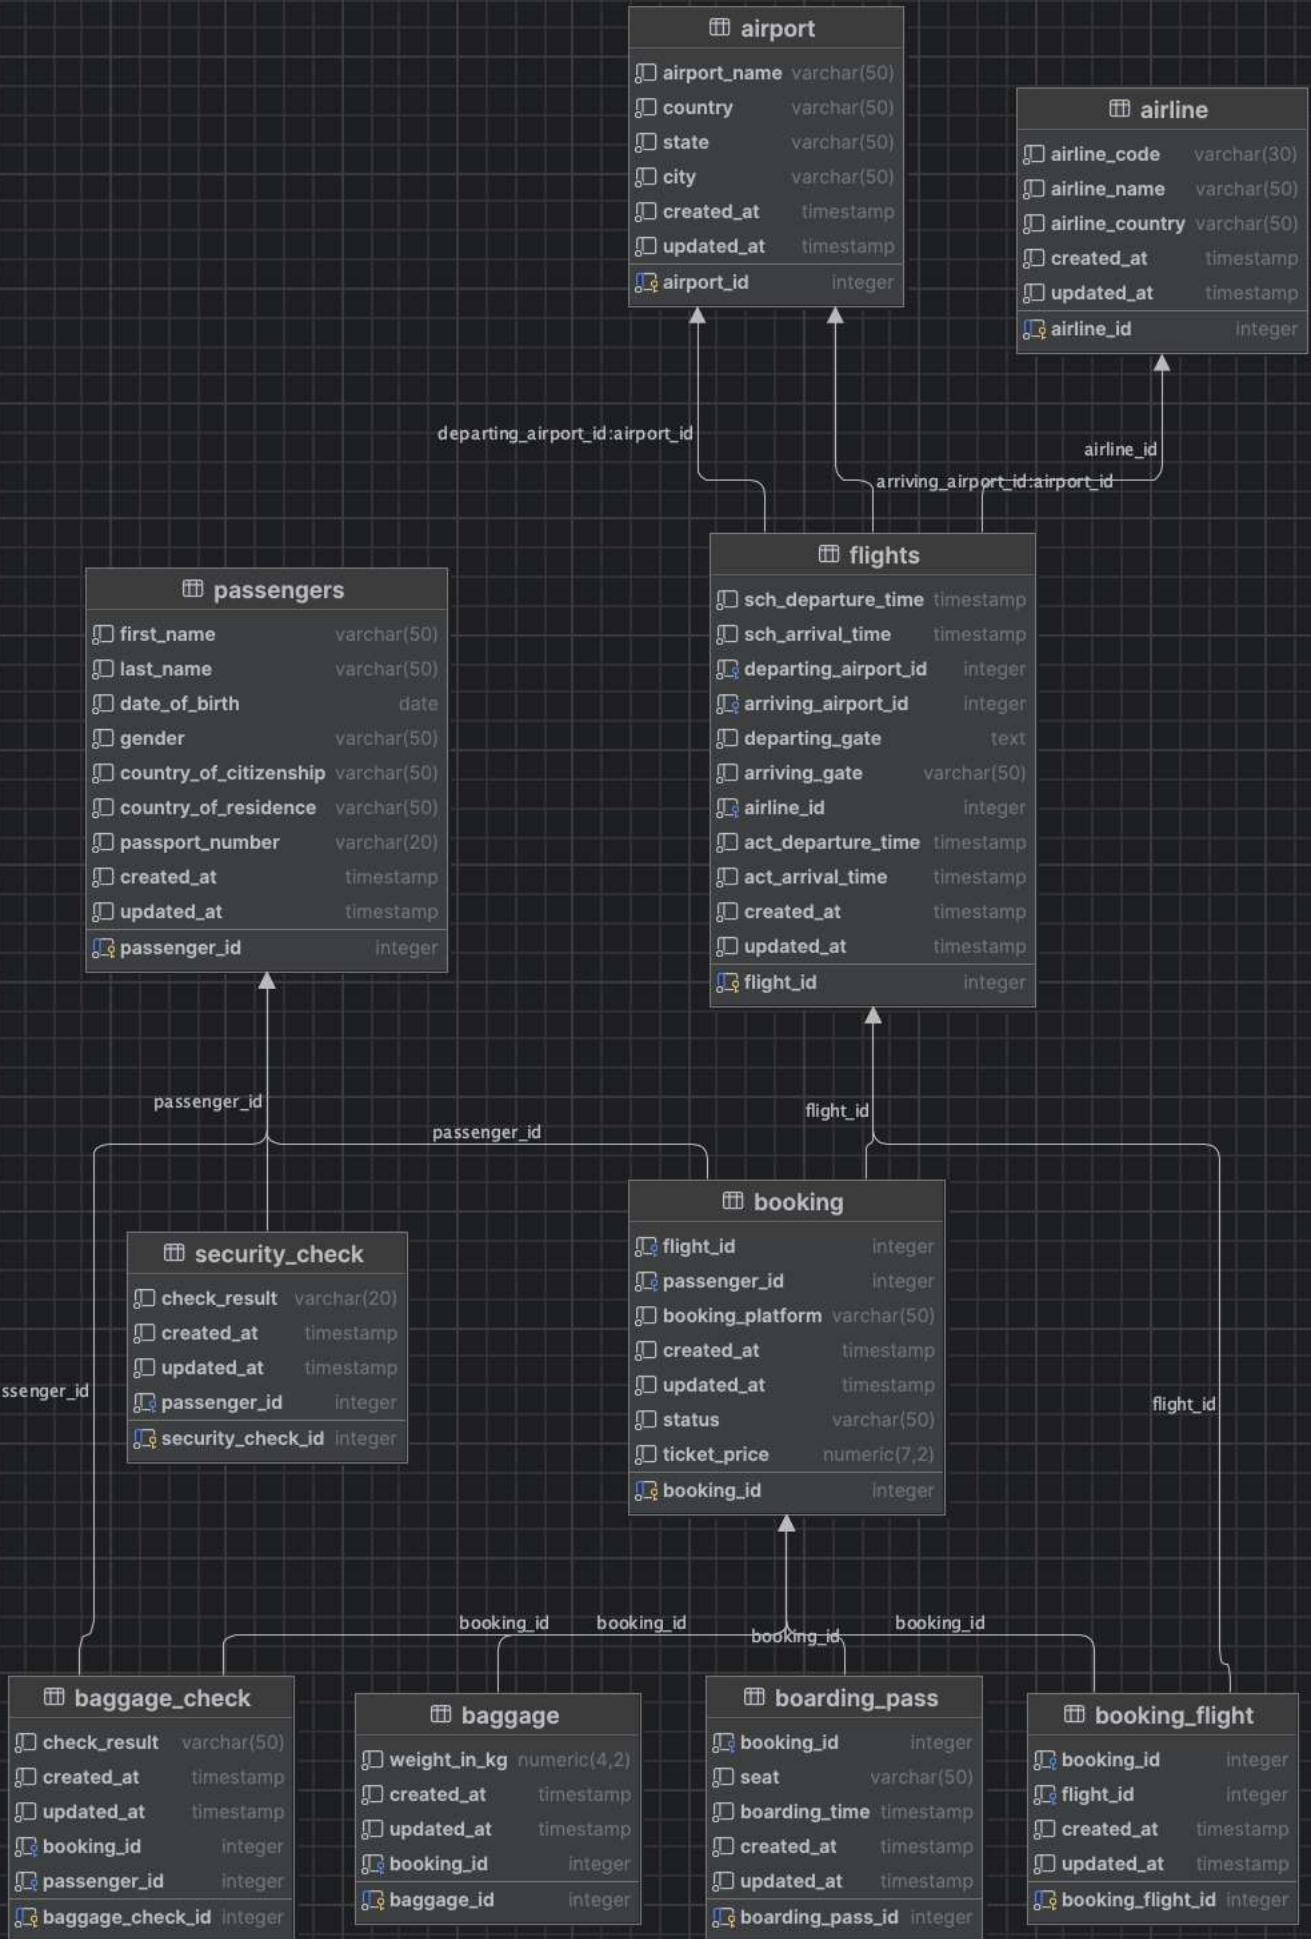 airport
airport_name varchar(50)
country varchar(50)
state varchar(50)
city varchar(50)
created_at timestamp
updated_at timestamp
airport_id integer
airline
airline_code varchar(30)
airline_name varchar(50)
airline_country varchar(50)
created_at timestamp
updated_at timestamp
airline_id integer
departing_airport_id:airport_id
airline_id
arriving_airport_id:airport_id
passengers
first_name varchar(50)
last_name varchar(50)
date_of_birth date
gender varchar(50)
country_of_citizenship varchar(50)
country_of_residence varchar(50)
passport_number varchar(20)
created_at timestamp
updated_at timestamp
passenger_id integer
flights
sch_departure_time timestamp
sch_arrival_time timestamp
departing_airport_id integer
arriving_airport_id integer
departing_gate text
arriving_gate varchar(50)
airline_id integer
act_departure_time timestamp
act_arrival_time timestamp
created_at timestamp
updated_at timestamp
flight_id integer
passenger_id
passenger_id
flight_id
security_check
check_result varchar(20)
created_at timestamp
updated_at timestamp
passenger_id integer
security_check_id integer
booking
flight_id integer
passenger_id integer
booking_platform varchar(50)
created_at timestamp
updated_at timestamp
status varchar(50)
ticket_price numeric(7,2)
booking_id integer
ssenger_id
flight_id
booking_id
booking_id
booking_id
booking_id
baggage_check
check_result varchar(50)
created_at timestamp
updated_at timestamp
booking_id integer
passenger_id integer
baggage_check_id integer
baggage
weight_in_kg numeric(4,2)
created_at timestamp
updated_at timestamp
booking_id integer
baggage_id integer
boarding_pass
booking_id integer
seat varchar(50)
boarding_time timestamp
created_at timestamp
updated_at timestamp
boarding_pass_id integer
booking_flight
booking_id integer
flight_id integer
created_at timestamp
updated_at timestamp
booking_flight_id integer